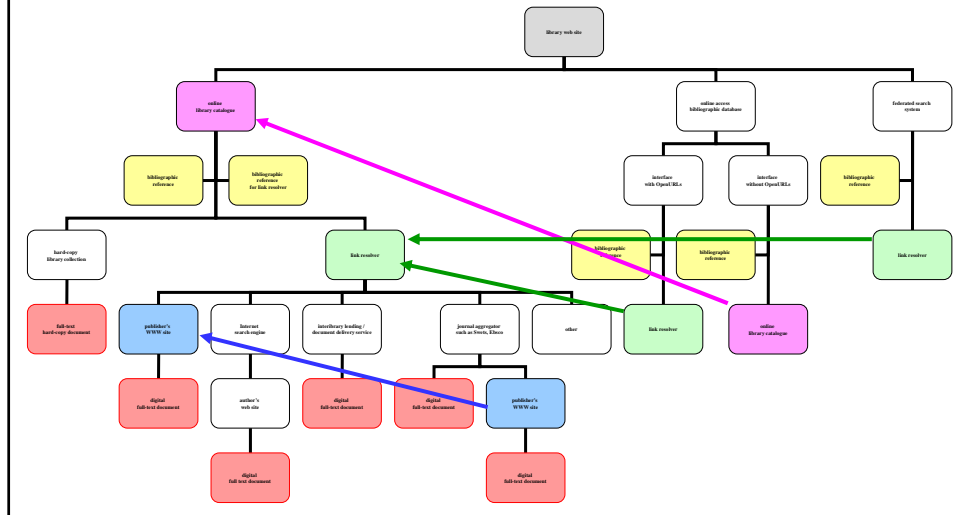 library web site
online
library catalogue
online access
bibliographic database
federated search
system
bibliographic
reference
bibliographic
reference
for link resolver
interface
with OpenURLs
interface
without OpenURLs
bibliographic
reference
hard-copy
library collection
link resolver
bibliographic
reference
bibliographic
reference
link resolver
full-text
hard-copy document
publisher's
WWW site
Internet
search engine
interibrary lending /
document delivery service
journal aggregator
such as Swets, Ebsco
other
link resolver
online
library catalogue
digital
full-text document
author's
web site
digital
full-text document
digital
full-text document
publisher's
WWW site
digital
full text document
digital
full-text document